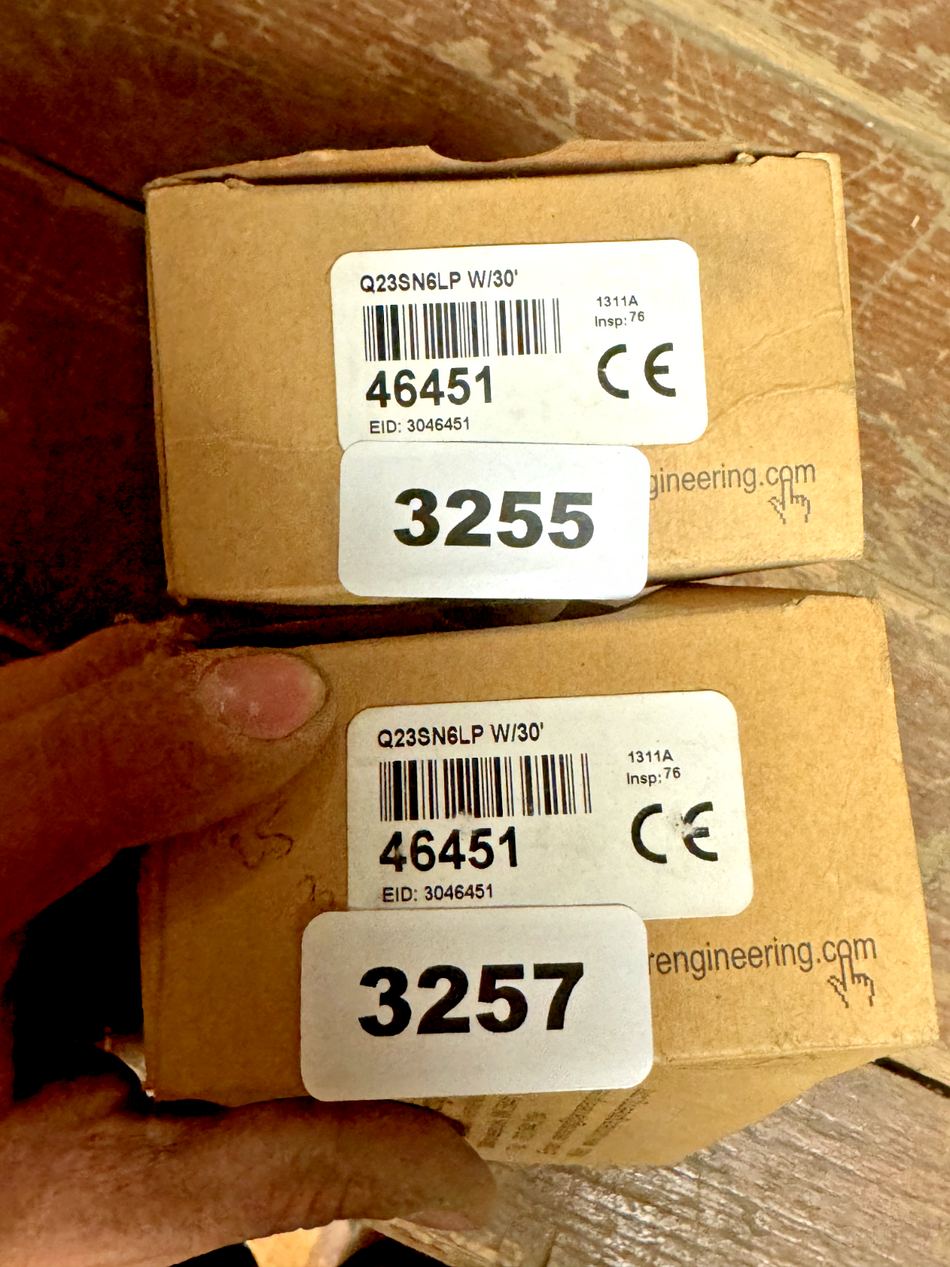 Q23SN6LP W/30'
1311A
Insp: 76
46451
CE
EID: 3046451
gineering.com
3255
Q23SN6LP W/30'
1311A
Insp: 76
46451
CE
EID: 3046451
rengineering.com
3257